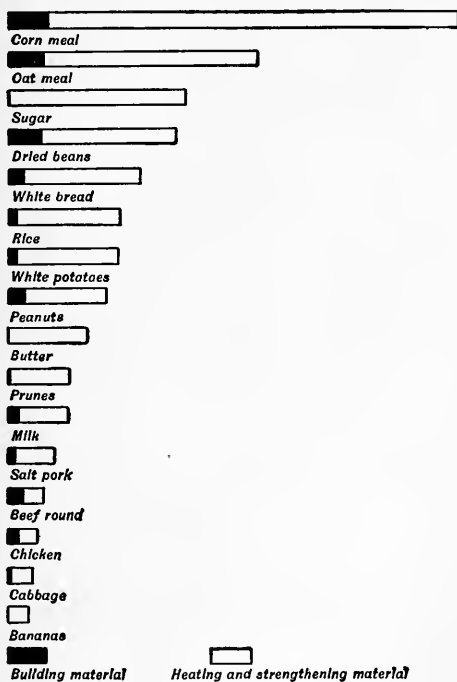 Corn meal
Oat meal
Sugar
Dried beans
White bread
Rice
White potatoes
Peanuts
Butter
Prunes
Milk
Salt pork
Beef round
Chicken
Cabbage
Bananas
Building material Heating and strengthening material